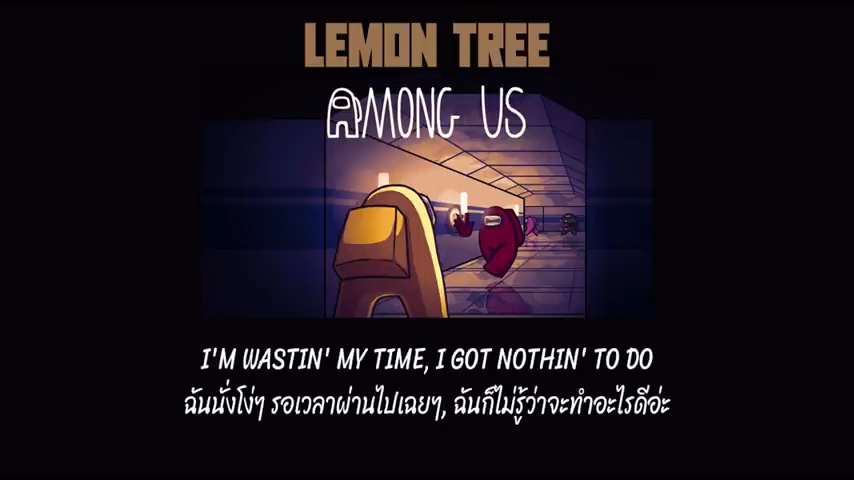 LEMON TREE
AMONG US
I'M WASTIN' MY TIME, I GOT NOTHIN' TO DO
ฉันนั่งโง่ๆ รอเวลาผ่านไปเฉยๆ, ฉันก็ไม่รู้ว่าจะทำอะไรดีอ่ะ